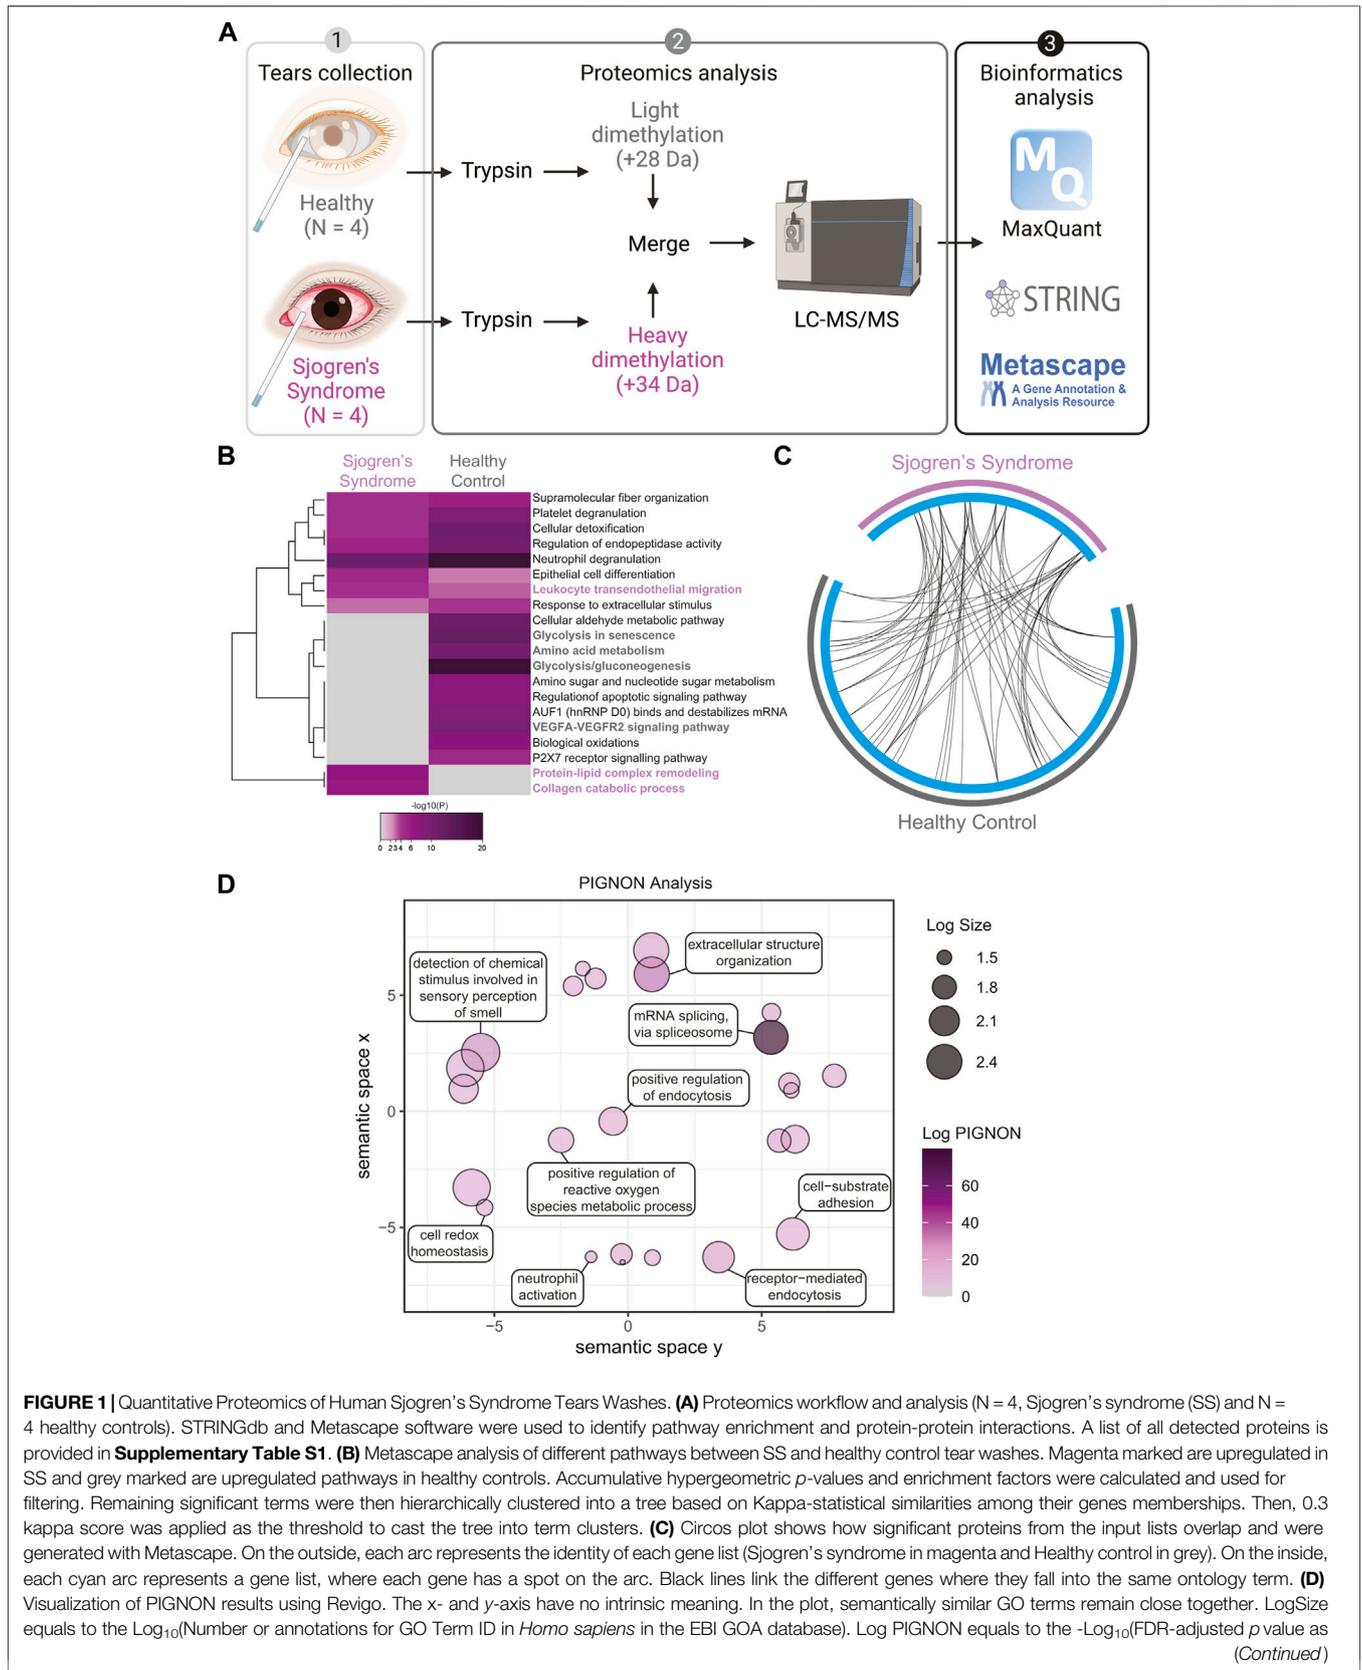 A
1
Tears collection
Healthy
(N = 4)
Sjogren's
Syndrome
(N = 4)
2
Proteomics analysis
Trypsin
Light
dimethylation
(+28 Da)
Merge
Trypsin
Heavy
dimethylation
(+34 Da)
LC-MS/MS
3
Bioinformatics
analysis
M
Q
MaxQuant
STRING
Metascape
A Gene Annotation &
Analysis Resource
B
Sjogren's
Syndrome
Healthy
Control
Supramolecular fiber organization
Platelet degranulation
Cellular detoxification
Regulation of endopeptidase activity
Neutrophil degranulation
Epithelial cell differentiation
Leukocyte transendothelial migration
Response to extracellular stimulus
Cellular aldehyde metabolic pathway
Glycolysis in senescence
Amino acid metabolism
Glycolysis/gluconeogenesis
Amino sugar and nucleotide sugar metabolism
Regulationof apoptotic signaling pathway
AUF1 (hnRNP D0) binds and destabilizes mRNA
VEGFA-VEGFR2 signaling pathway
Biological oxidations
P2X7 receptor signalling pathway
Protein-lipid complex remodeling
Collagen catabolic process
-log10(P)
0 2 3 4 6 10 20
C
Sjogren's Syndrome
Healthy Control
D
PIGNON Analysis
semantic space x
5
0
−5
detection of chemical
stimulus involved in
sensory perception
of smell
extracellular structure
organization
mRNA splicing,
via spliceosome
positive regulation
of endocytosis
positive regulation of
reactive oxygen
species metabolic process
cell−substrate
adhesion
cell redox
homeostasis
neutrophil
activation
receptor−mediated
endocytosis
−5 0 5
semantic space y
Log Size
1.5
1.8
2.1
2.4
Log PIGNON
60
40
20
0
FIGURE 1 | Quantitative Proteomics of Human Sjogren's Syndrome Tears Washes. (A) Proteomics workflow and analysis (N = 4, Sjogren's syndrome (SS) and N =
4 healthy controls). STRINGdb and Metascape software were used to identify pathway enrichment and protein-protein interactions. A list of all detected proteins is
provided in Supplementary Table S1. (B) Metascape analysis of different pathways between SS and healthy control tear washes. Magenta marked are upregulated in
SS and grey marked are upregulated pathways in healthy controls. Accumulative hypergeometric p-values and enrichment factors were calculated and used for
filtering. Remaining significant terms were then hierarchically clustered into a tree based on Kappa-statistical similarities among their genes memberships. Then, 0.3
kappa score was applied as the threshold to cast the tree into term clusters. (C) Circos plot shows how significant proteins from the input lists overlap and were
generated with Metascape. On the outside, each arc represents the identity of each gene list (Sjogren's syndrome in magenta and Healthy control in grey). On the inside,
each cyan arc represents a gene list, where each gene has a spot on the arc. Black lines link the different genes where they fall into the same ontology term. (D)
Visualization of PIGNON results using Revigo. The x- and y-axis have no intrinsic meaning. In the plot, semantically similar GO terms remain close together. LogSize
equals to the Log10(Number or annotations for GO Term ID in Homo sapiens in the EBI GOA database). Log PIGNON equals to the -Log10(FDR-adjusted p value as
(Continued)